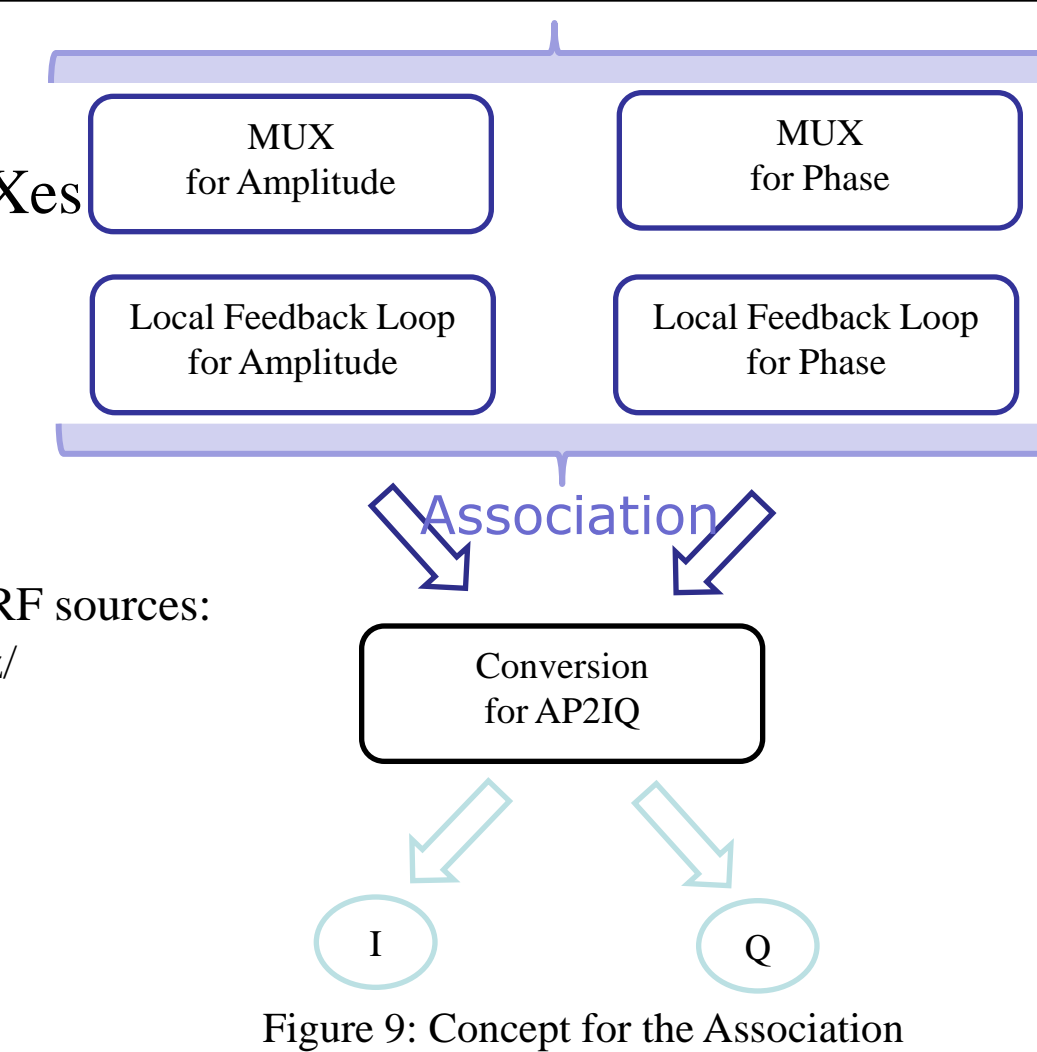 MUX
for Amplitude
MUX
for Phase
Xes
Local Feedback Loop
for Amplitude
Local Feedback Loop
for Phase
Association
RF sources:
z/
Conversion
for AP2IQ
I
Q
Figure 9: Concept for the Association